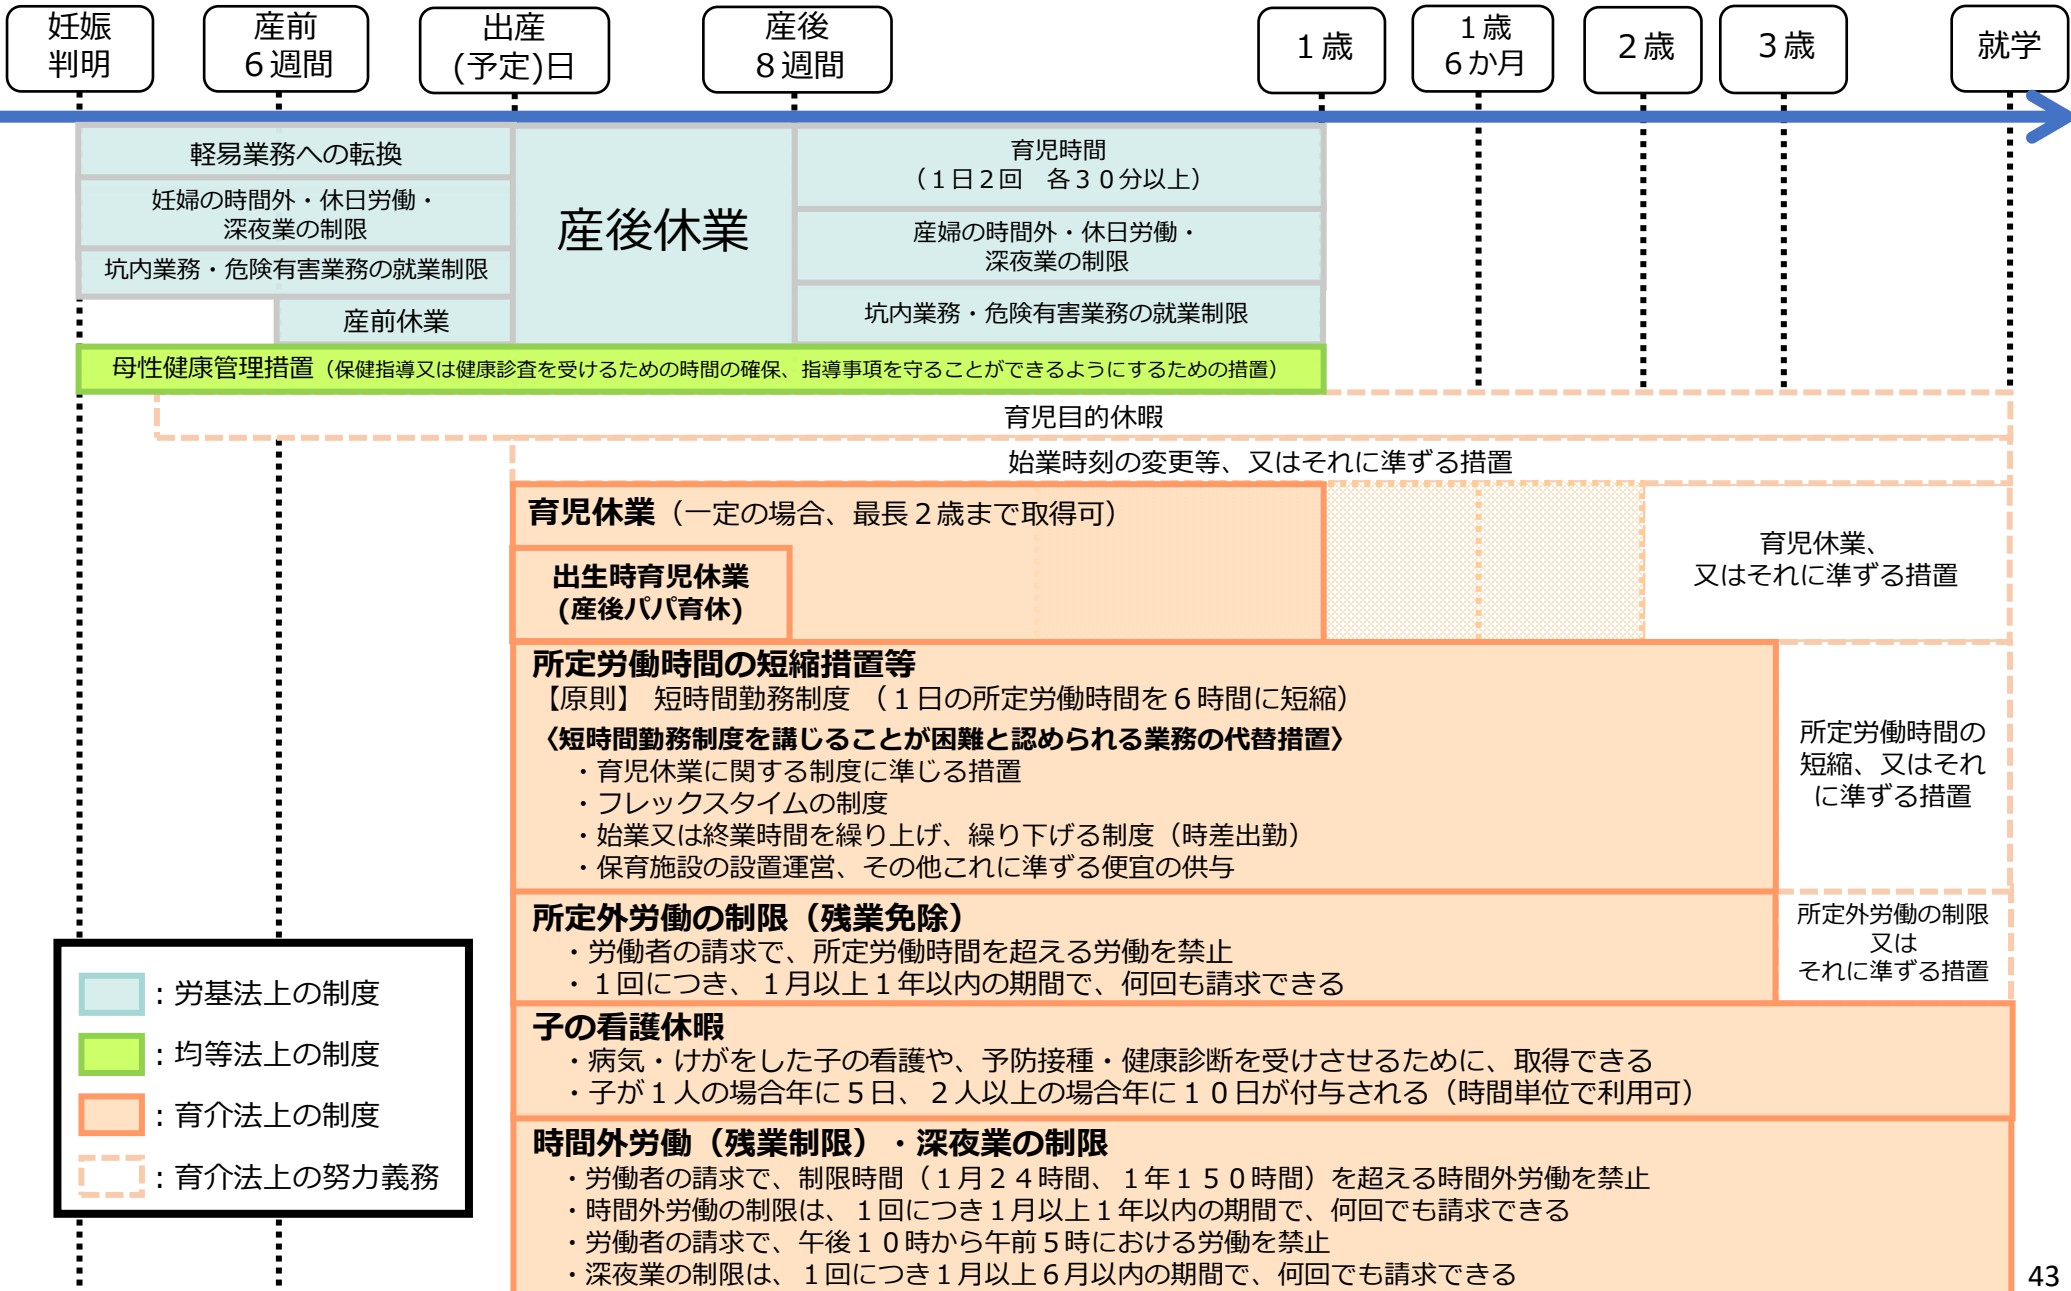 妊娠
判明
産前
６週間
出産
(予定)日
産後
８週間
１歳
１歳
６か月
２歳
３歳
就学
軽易業務への転換
妊婦の時間外・休日労働・
深夜業の制限
坑内業務・危険有害業務の就業制限
産前休業
産後休業
育児時間
（１日２回　各３０分以上）
産婦の時間外・休日労働・
深夜業の制限
坑内業務・危険有害業務の就業制限
母性健康管理措置（保健指導又は健康診査を受けるための時間の確保、指導事項を守ることができるようにするための措置）
育児目的休暇
始業時刻の変更等、又はそれに準ずる措置
育児休業（一定の場合、最長２歳まで取得可）
出生時育児休業
(産後パパ育休)
育児休業、
又はそれに準ずる措置
所定労働時間の短縮措置等
【原則】 短時間勤務制度 （１日の所定労働時間を６時間に短縮）
〈短時間勤務制度を講じることが困難と認められる業務の代替措置〉
・育児休業に関する制度に準じる措置
・フレックスタイムの制度
・始業又は終業時間を繰り上げ、繰り下げる制度（時差出勤）
・保育施設の設置運営、その他これに準ずる便宜の供与
所定労働時間の
短縮、又はそれ
に準ずる措置
所定外労働の制限（残業免除）
・労働者の請求で、所定労働時間を超える労働を禁止
・１回につき、１月以上１年以内の期間で、何回も請求できる
所定外労働の制限
又は
それに準ずる措置
子の看護休暇
・病気・けがをした子の看護や、予防接種・健康診断を受けさせるために、取得できる
・子が１人の場合年に５日、２人以上の場合年に１０日が付与される（時間単位で利用可）
時間外労働（残業制限）・深夜業の制限
・労働者の請求で、制限時間（１月２４時間、１年１５０時間）を超える時間外労働を禁止
・時間外労働の制限は、１回につき１月以上１年以内の期間で、何回でも請求できる
・労働者の請求で、午後１０時から午前５時における労働を禁止
・深夜業の制限は、１回につき１月以上６月以内の期間で、何回でも請求できる
：労基法上の制度
：均等法上の制度
：育介法上の制度
：育介法上の努力義務
43